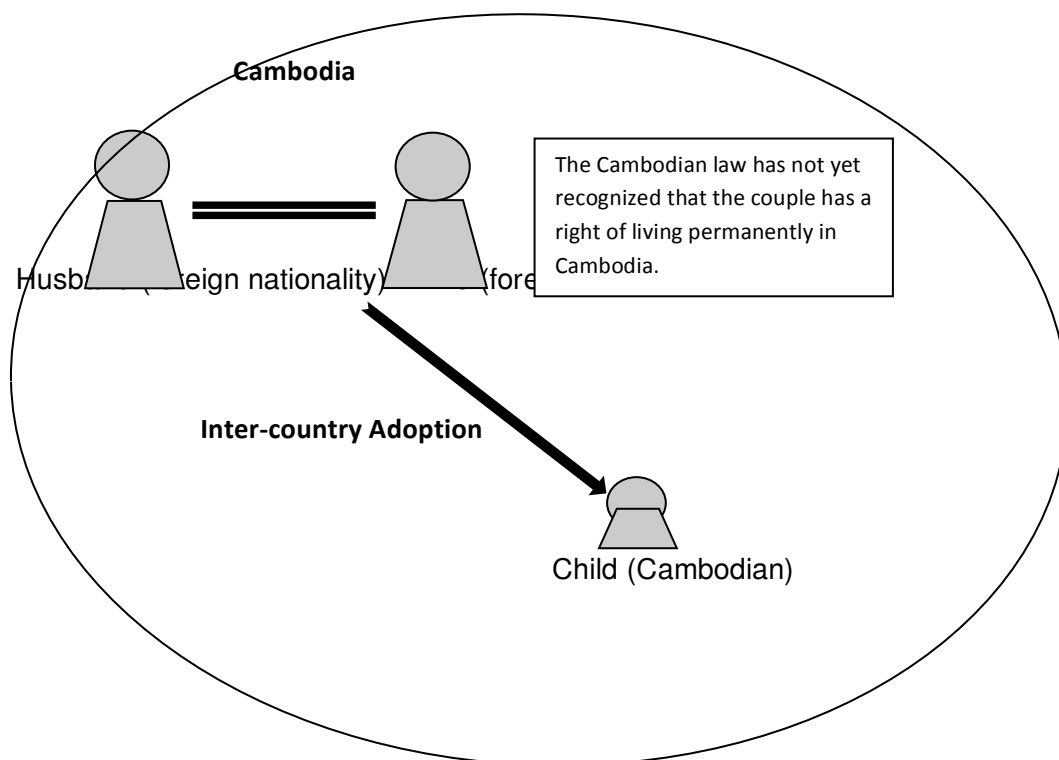 Cambodia
The Cambodian law has not yet
recognized that the couple has a
right of living permanently in
Cambodia.
Husba eign nationality) (fore
Inter-country Adoption
Child (Cambodian)